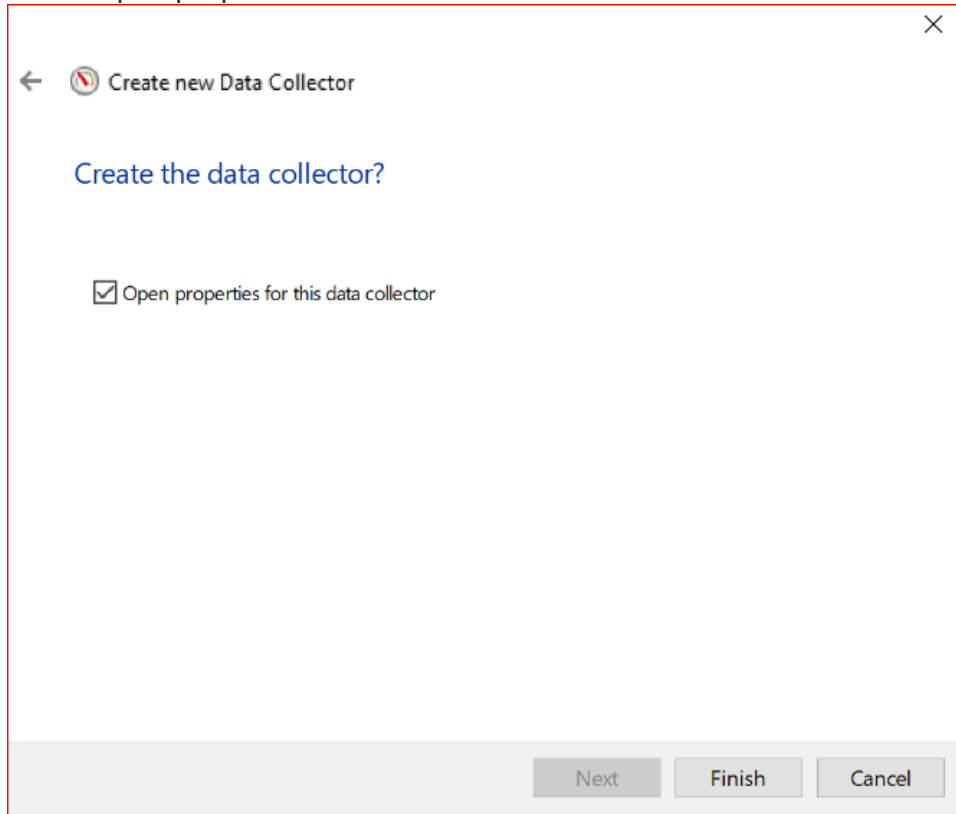 Create new Data Collector
Create the data collector?
Open properties for this data collector
Next Finish Cancel